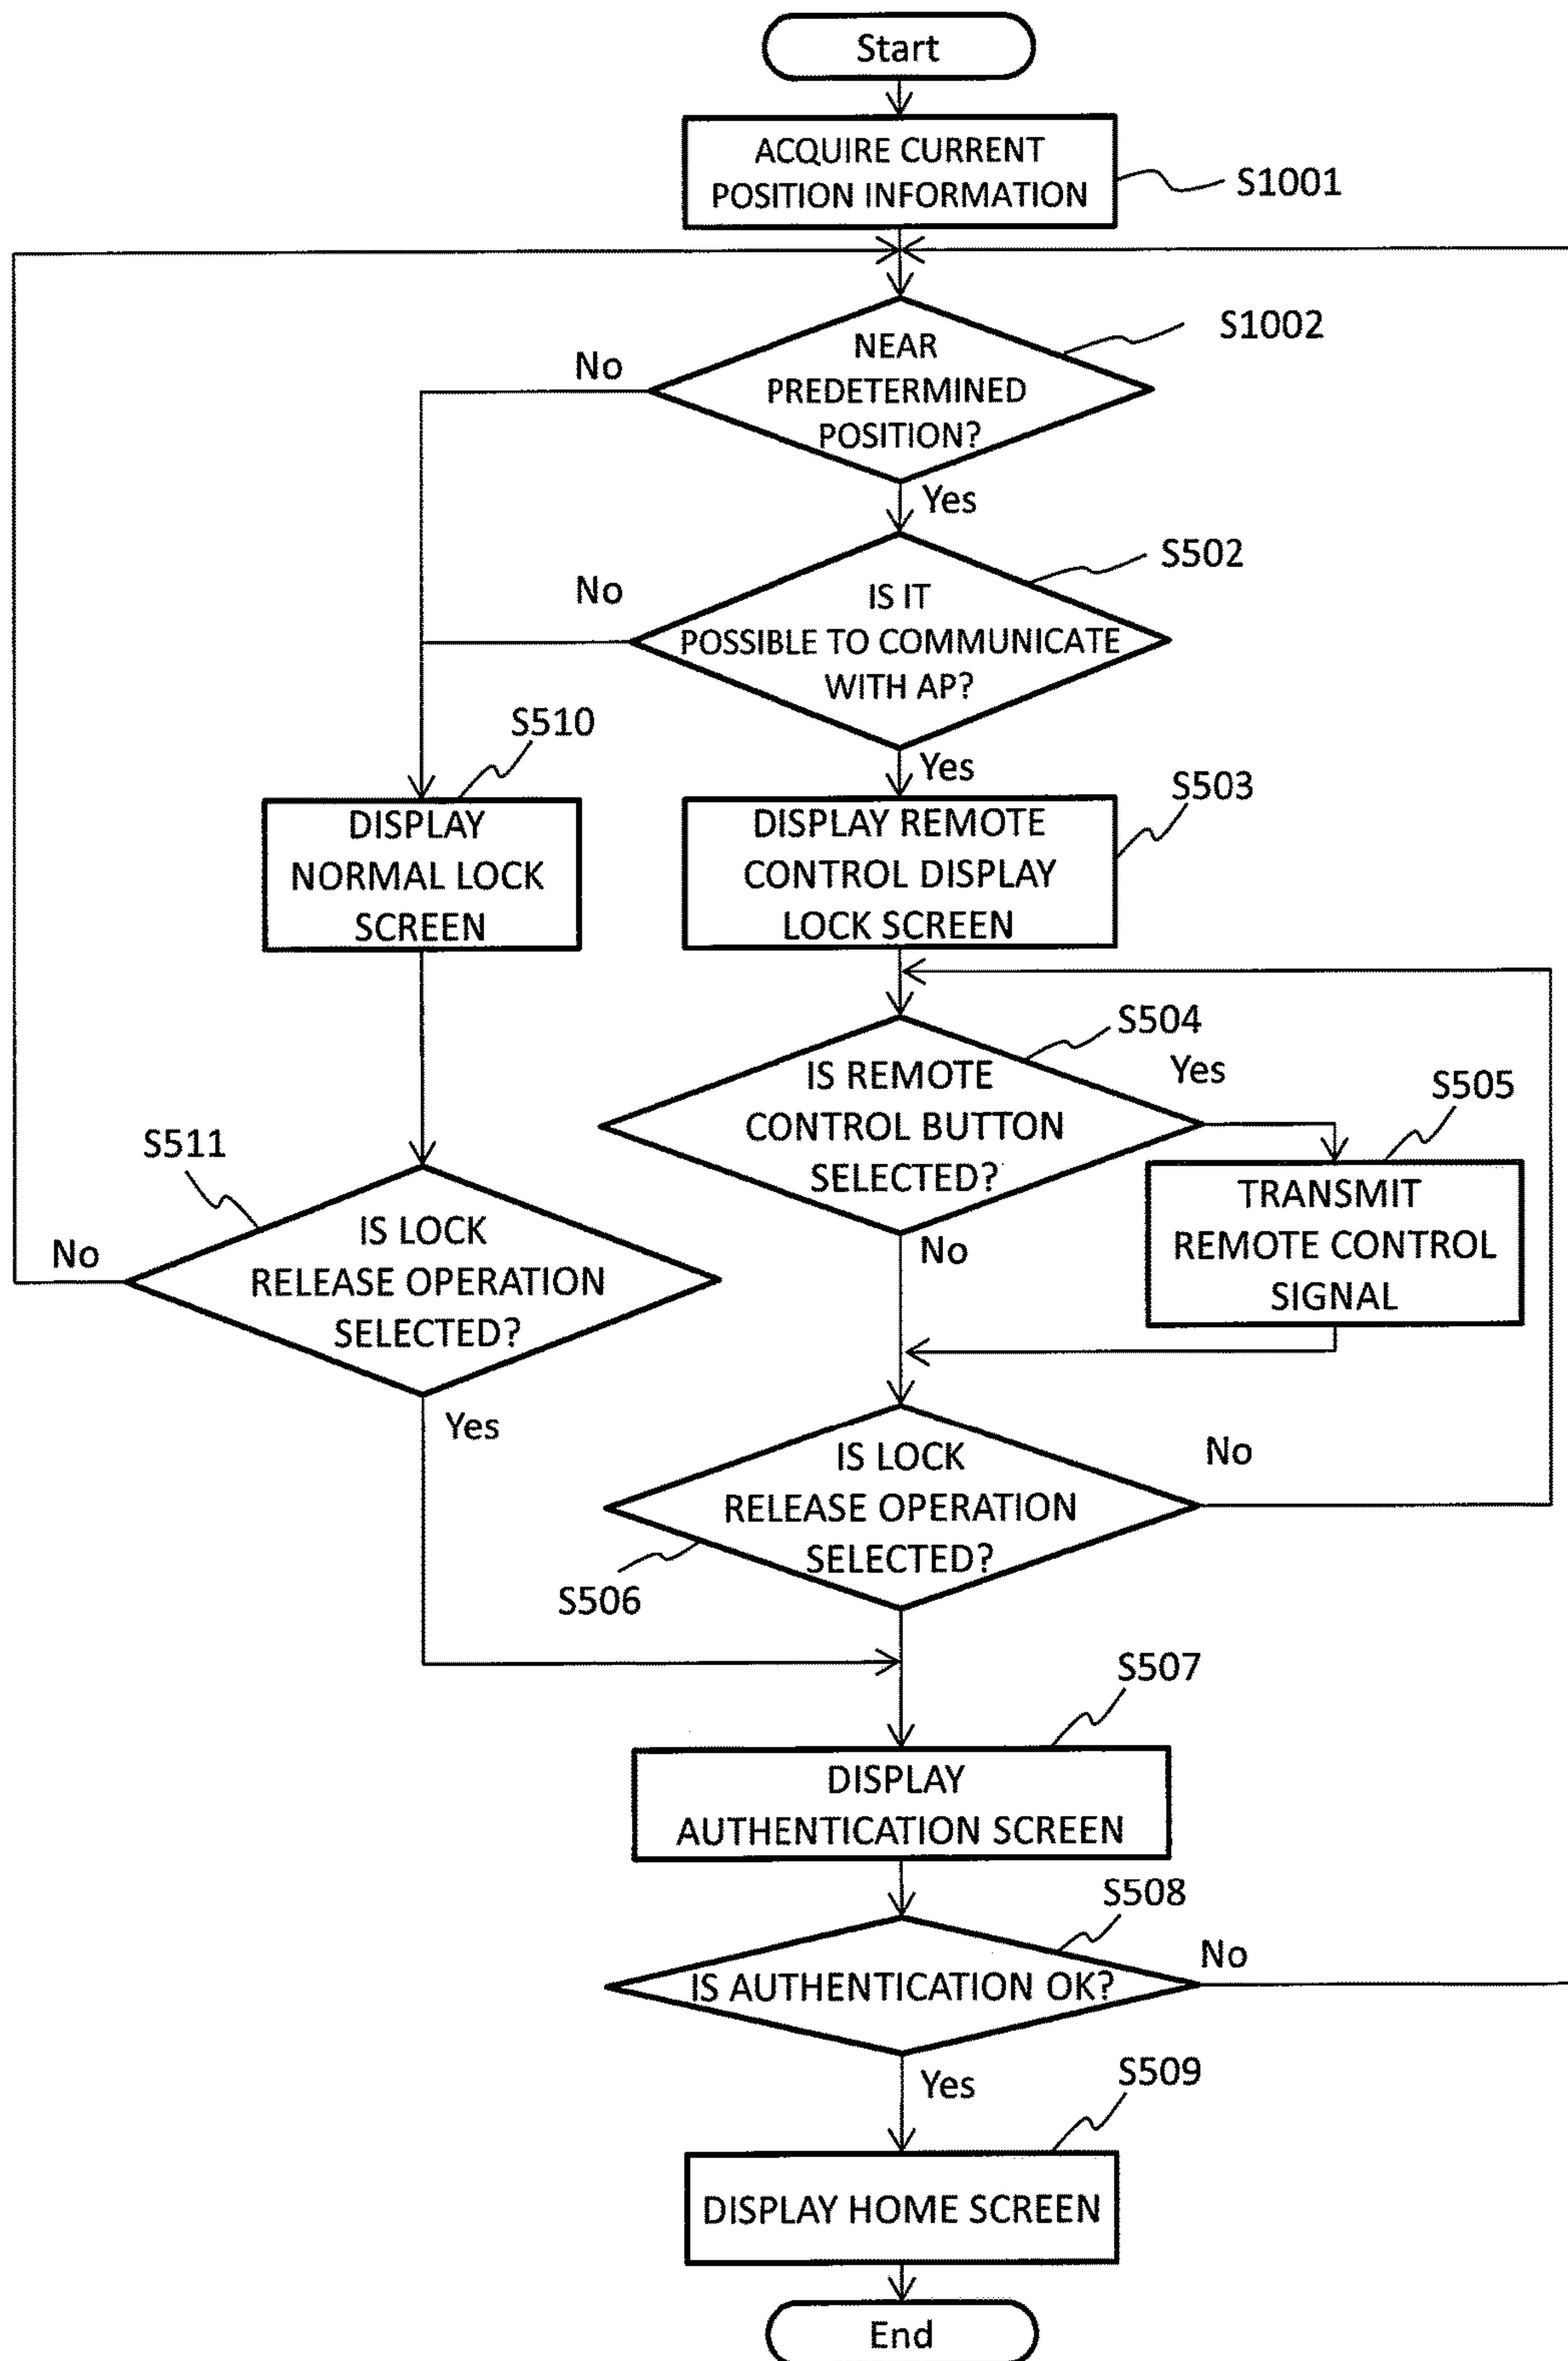 Start
ACQUIRE CURRENT
POSITION INFORMATION
S1001
S1002
NEAR
PREDETERMINED
POSITION?
No
Yes
S502
IS IT
POSSIBLE TO COMMUNICATE
WITH AP?
No
Yes
S510
DISPLAY
NORMAL LOCK
SCREEN
S503
DISPLAY REMOTE
CONTROL DISPLAY
LOCK SCREEN
S504
IS REMOTE
CONTROL BUTTON
SELECTED?
Yes
No
S505
TRANSMIT
REMOTE CONTROL
SIGNAL
S511
IS LOCK
RELEASE OPERATION
SELECTED?
No
Yes
IS LOCK
RELEASE OPERATION
SELECTED?
No
S506
S507
DISPLAY
AUTHENTICATION SCREEN
S508
IS AUTHENTICATION OK?
No
Yes
S509
DISPLAY HOME SCREEN
End